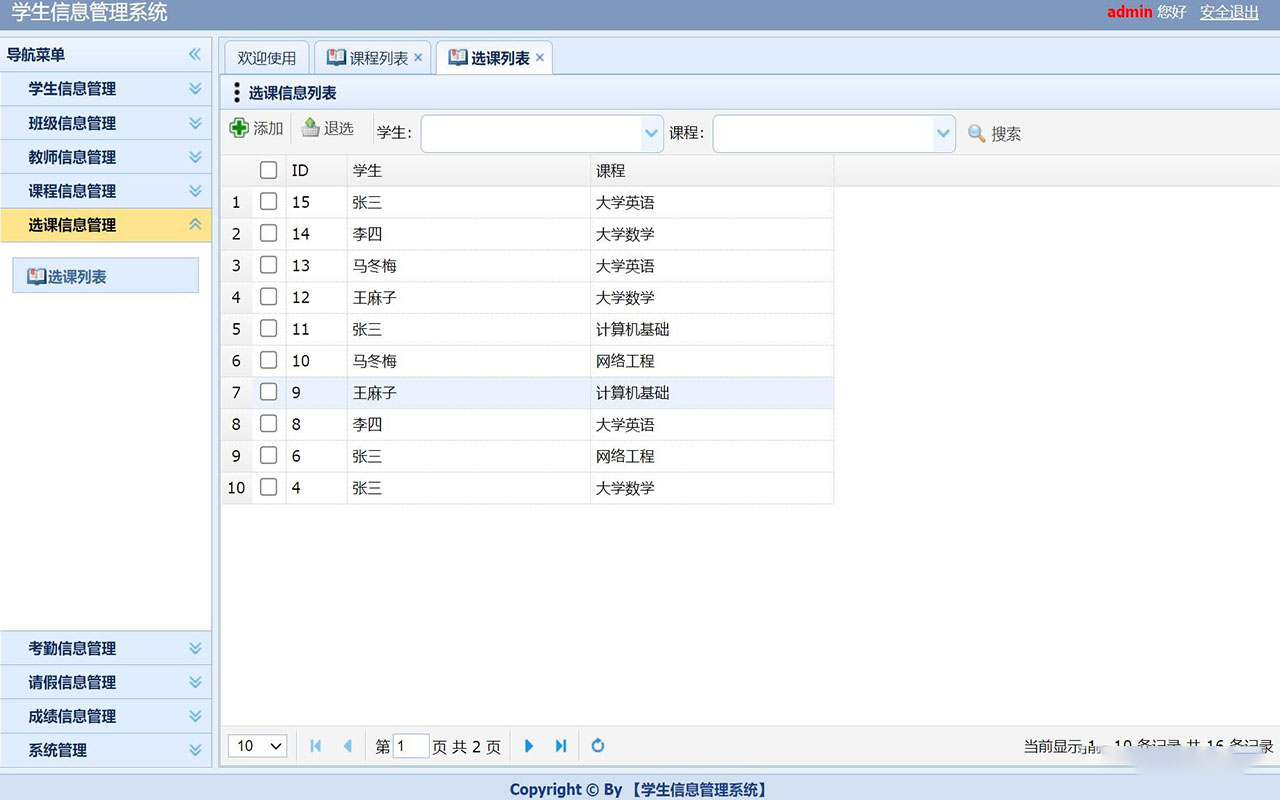 学生信息管理系统 admin 您好 安全退出
导航菜单
学生信息管理
班级信息管理
教师信息管理
课程信息管理
选课信息管理
选课列表
考勤信息管理
请假信息管理
成绩信息管理
系统管理
欢迎使用 课程列表 选课列表
选课信息列表
添加 退选 学生: 课程: 搜索
ID 学生 课程
1 15 张三 大学英语
2 14 李四 大学数学
3 13 马冬梅 大学英语
4 12 王麻子 大学数学
5 11 张三 计算机基础
6 10 马冬梅 网络工程
7 9 王麻子 计算机基础
8 8 李四 大学英语
9 6 张三 网络工程
10 4 张三 大学数学
10 第 1 页 共 2 页 当前显示 1 10 条记录 共 16 条记录
Copyright © By 【学生信息管理系统】